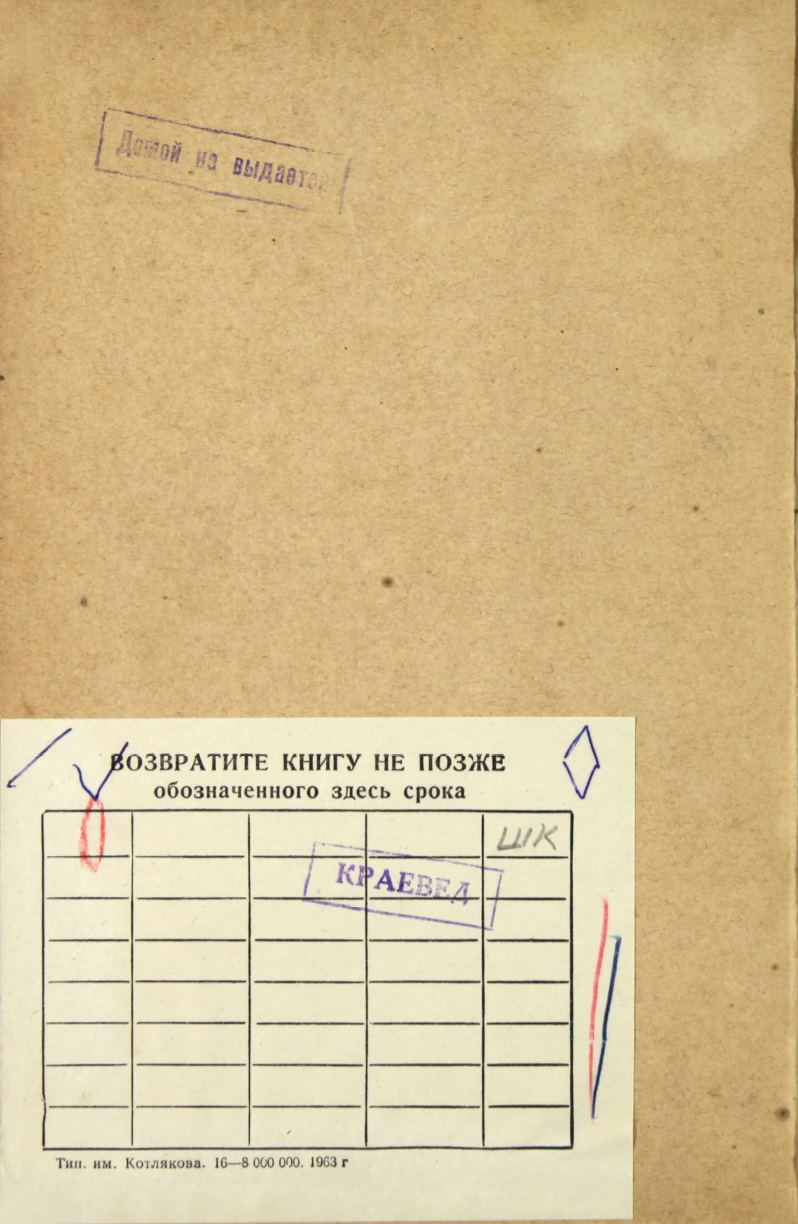 Домой не выдается
ВОЗВРАТИТЕ КНИГУ НЕ ПОЗЖЕ
обозначенного здесь срока
ШК
КРАЕВЕД
Тип. им. Котлякова. 16—8 000 000. 1963 г